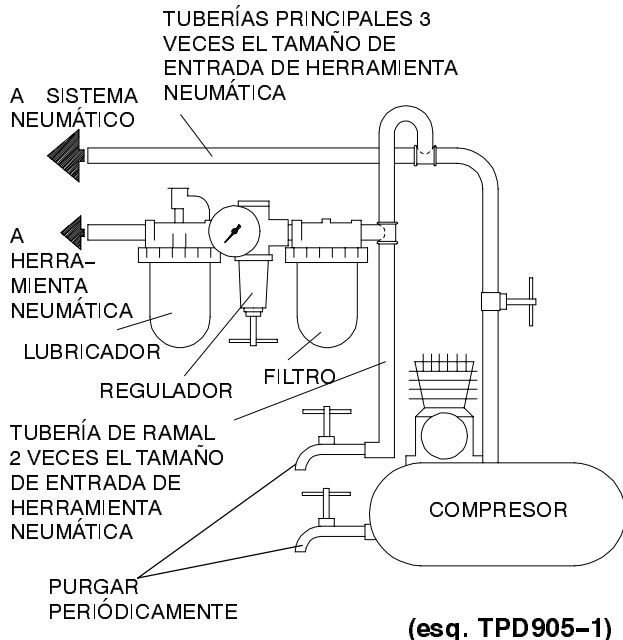 TUBERÍAS PRINCIPALES 3
VECES EL TAMAÑO DE
ENTRADA DE HERRAMIENTA
NEUMÁTICA
A SISTEMA
NEUMÁTICO
A
HERRA–
MIENTA
NEUMÁTICA
LUBRICADOR
REGULADOR
FILTRO
TUBERÍA DE RAMAL
2 VECES EL TAMAÑO
DE ENTRADA DE
HERRAMIENTA
NEUMÁTICA
COMPRESOR
PURGAR
PERIÓDICAMENTE
(esq. TPD905–1)